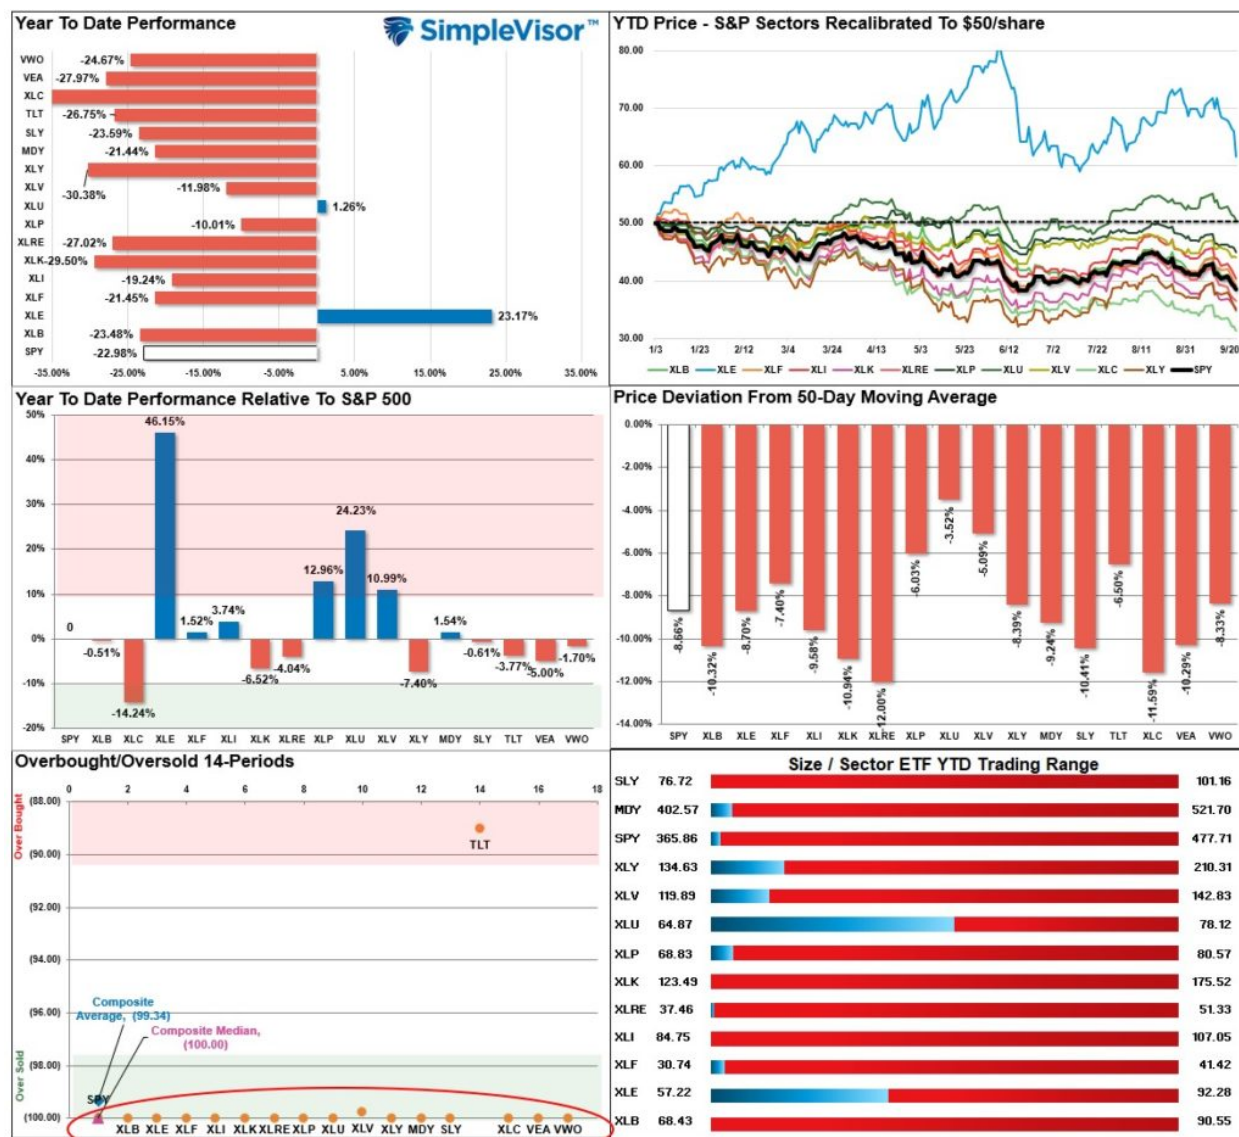 Year To Date Performance
SimpleVisor™
VWO -24.67%
VEA -27.97%
XLC
TLT -26.75%
SLY -23.59%
MDY -21.44%
XLY
-30.38%
XLV -11.98%
XLU 1.26%
XLP -10.01%
XLRE -27.02%
XLK -29.50%
XLI -19.24%
XLF -21.45%
XLE 23.17%
XLB -23.48%
SPY -22.98%
-35.00% -25.00% -15.00% -5.00% 5.00% 15.00% 25.00% 35.00%
YTD Price - S&P Sectors Recalibrated To $50/share
80.00
70.00
60.00
50.00
40.00
30.00
1/3 1/23 2/12 3/4 3/24 4/13 5/3 5/23 6/12 7/2 7/22 8/11 8/31 9/20
XLB XLE XLF XLI XLK XLRE XLP XLU XLV XLC XLY SPY
Year To Date Performance Relative To S&P 500
50%
40%
30%
20%
10%
0%
-10%
-20%
0 -0.51% -14.24% 46.15% 1.52% 3.74% -6.52% -4.04% 12.96% 24.23% 10.99% -7.40% 1.54% -0.61% -3.77% -5.00% -1.70%
SPY XLB XLC XLE XLF XLI XLK XLRE XLP XLU XLV XLY MDY SLY TLT VEA VWO
Price Deviation From 50-Day Moving Average
0.00%
-2.00%
-4.00%
-6.00%
-8.00%
-10.00%
-12.00%
-14.00%
-8.66% -10.32% -8.70% -7.40% -9.58% -10.94% -12.00% -6.03% -3.52% -5.09% -8.39% -9.24% -10.41% -6.50% -11.59% -10.29% -8.33%
SPY XLB XLE XLF XLI XLK XLRE XLP XLU XLV XLY MDY SLY TLT XLC VEA VWO
Overbought/Oversold 14-Periods
0 2 4 6 8 10 12 14 16 18
Over Bought
(88.00)
(90.00)
(92.00)
(94.00)
(96.00)
(98.00)
(100.00)
Over Sold
TLT
Composite
Average, (99.34)
Composite Median,
(100.00)
SPY
XLB XLE XLF XLI XLK XLRE XLP XLU XLV XLY MDY SLY XLC VEA VWO
Size / Sector ETF YTD Trading Range
SLY 76.72 101.16
MDY 402.57 521.70
SPY 365.86 477.71
XLY 134.63 210.31
XLV 119.89 142.83
XLU 64.87 78.12
XLP 68.83 80.57
XLK 123.49 175.52
XLRE 37.46 51.33
XLI 84.75 107.05
XLF 30.74 41.42
XLE 57.22 92.28
XLB 68.43 90.55